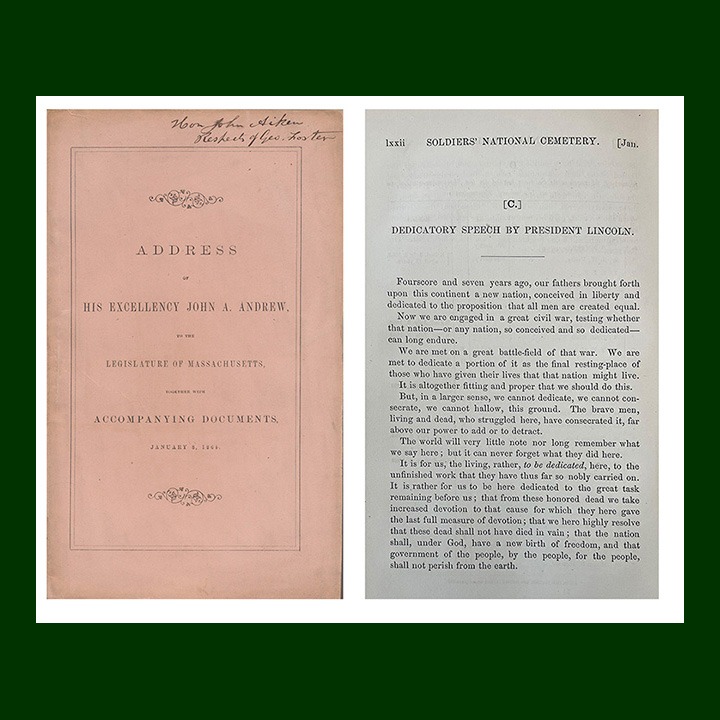 Hon John Aiken
Respects of Geo. Foster
ADDRESS
OF
HIS EXCELLENCY JOHN A. ANDREW,
TO THE
LEGISLATURE OF MASSACHUSETTS,
TOGETHER WITH
ACCOMPANYING DOCUMENTS,
JANUARY 8, 1864.
lxxii SOLDIERS' NATIONAL CEMETERY. [Jan.
[C.]
DEDICATORY SPEECH BY PRESIDENT LINCOLN.
Fourscore and seven years ago, our fathers brought forth
upon this continent a new nation, conceived in liberty and
dedicated to the proposition that all men are created equal.
Now we are engaged in a great civil war, testing whether
that nation—or any nation, so conceived and so dedicated—
can long endure.
We are met on a great battle-field of that war. We are
met to dedicate a portion of it as the final resting-place of
those who have given their lives that that nation might live.
It is altogether fitting and proper that we should do this.
But, in a larger sense, we cannot dedicate, we cannot con-
secrate, we cannot hallow, this ground. The brave men,
living and dead, who struggled here, have consecrated it, far
above our power to add or to detract.
The world will very little note nor long remember what
we say here; but it can never forget what they did here.
It is for us, the living, rather, to be dedicated, here, to the
unfinished work that they have thus far so nobly carried on.
It is rather for us to be here dedicated to the great task
remaining before us; that from these honored dead we take
increased devotion to that cause for which they here gave
the last full measure of devotion; that we here highly resolve
that these dead shall not have died in vain; that the nation
shall, under God, have a new birth of freedom, and that
government of the people, by the people, for the people,
shall not perish from the earth.